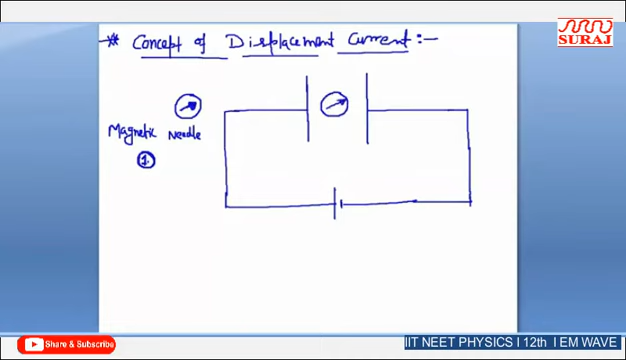 * Concept of Displacement Current :-
SURAJ
Magnetic Needle
1.
Share & Subscribe
IIT NEET PHYSICS I 12th I EM WAVE